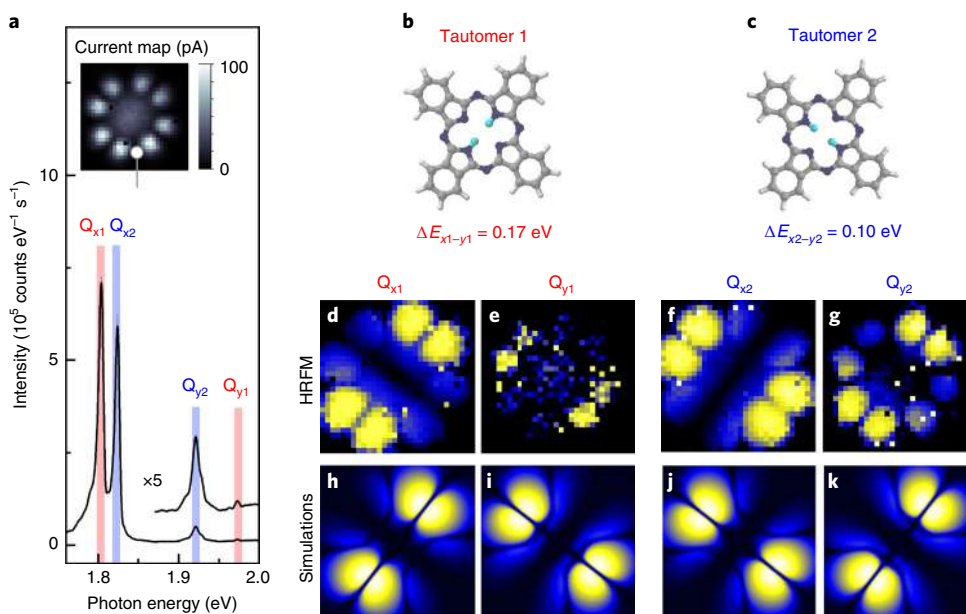 a
Current map (pA)
100
0
Intensity (10⁵ counts eV⁻¹ s⁻¹)
10
5
0
Qx1
Qx2
Qy2
Qy1
×5
1.8
1.9
2.0
Photon energy (eV)
b
Tautomer 1
ΔEx1–y1 = 0.17 eV
c
Tautomer 2
ΔEx2–y2 = 0.10 eV
Qx1
Qy1
Qx2
Qy2
HRFM
d
e
f
g
Simulations
h
i
j
k